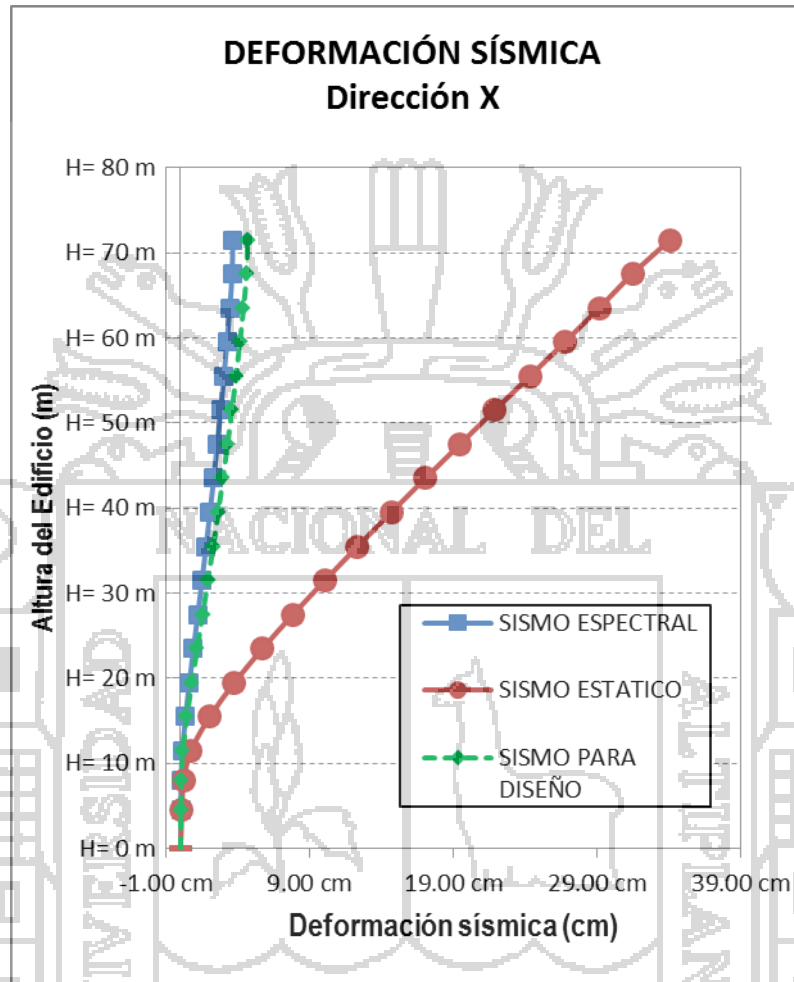 DEFORMACIÓN SÍSMICA
Dirección X
H= 80 m
H= 70 m
H= 60 m
H= 50 m
H= 40 m
H= 30 m
H= 20 m
H= 10 m
H= 0 m
Altura del Edificio (m)
NACIONAL DEL
UNIVERSIDAD
ALTIPLANO
SISMO ESPECTRAL
SISMO ESTATICO
SISMO PARA
DISEÑO
-1.00 cm
9.00 cm
19.00 cm
29.00 cm
39.00 cm
Deformación sísmica (cm)